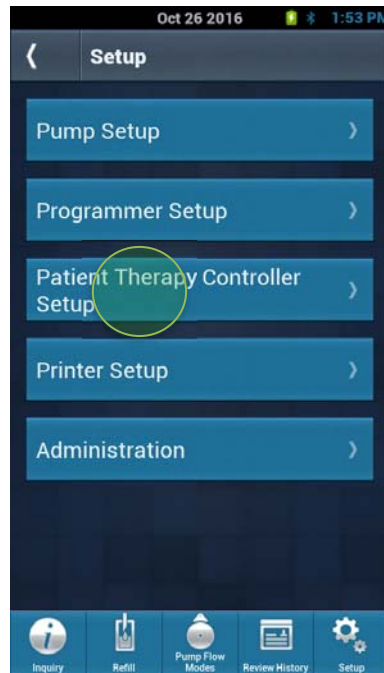 Oct 26 2016 1:53 PM
Setup
Pump Setup
Programmer Setup
Patient Therapy Controller
Setup
Printer Setup
Administration
Inquiry
Refill
Pump Flow
Modes
Review History
Setup